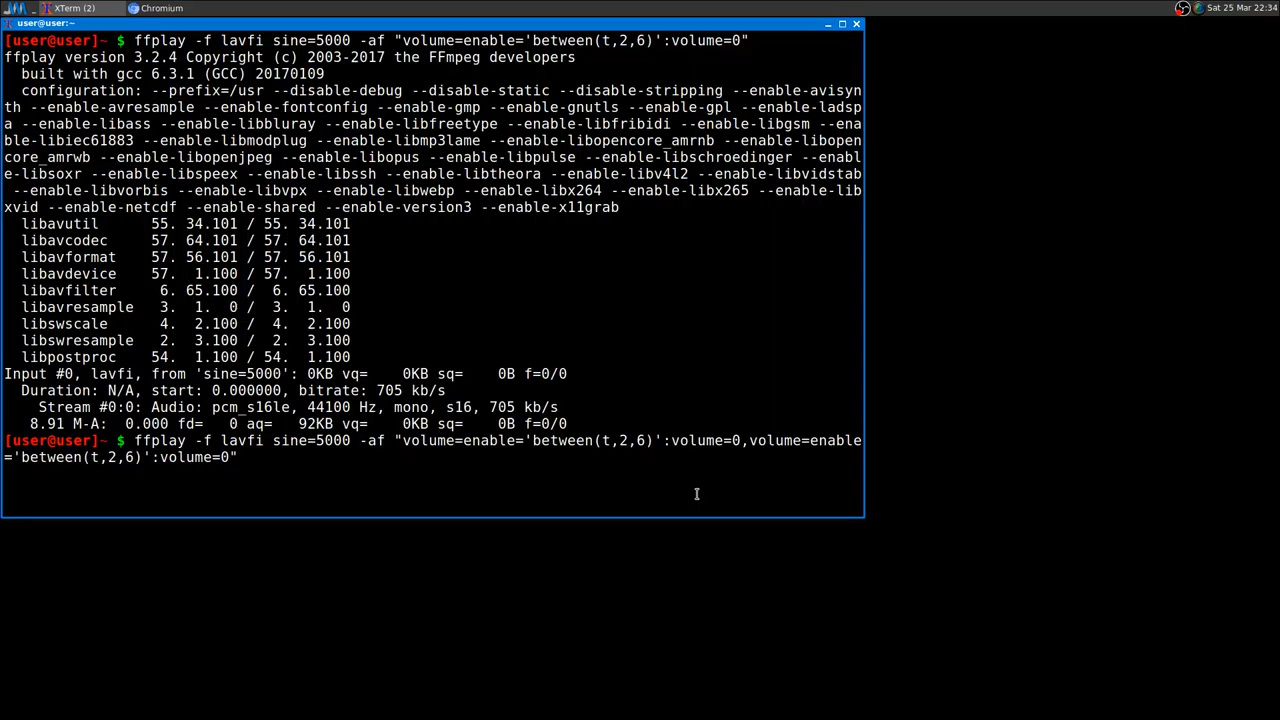 XTerm (2)
Chromium
Sat 25 Mar 22:34
user@user:~
[user@user]~ $ ffplay -f lavfi sine=5000 -af "volume=enable='between(t,2,6)':volume=0"
ffplay version 3.2.4 Copyright (c) 2003-2017 the FFmpeg developers
  built with gcc 6.3.1 (GCC) 20170109
  configuration: --prefix=/usr --disable-debug --disable-static --disable-stripping --enable-avisyn
th --enable-avresample --enable-fontconfig --enable-gmp --enable-gnutls --enable-gpl --enable-ladsp
a --enable-libass --enable-libbluray --enable-libfreetype --enable-libfribidi --enable-libgsm --ena
ble-libiec61883 --enable-libmodplug --enable-libmp3lame --enable-libopencore_amrnb --enable-libopen
core_amrwb --enable-libopenjpeg --enable-libopus --enable-libpulse --enable-libschroedinger --enabl
e-libsoxr --enable-libspeex --enable-libssh --enable-libtheora --enable-libv4l2 --enable-libvidstab
 --enable-libvorbis --enable-libvpx --enable-libwebp --enable-libx264 --enable-libx265 --enable-lib
xvid --enable-netcdf --enable-shared --enable-version3 --enable-x11grab
  libavutil      55. 34.101 / 55. 34.101
  libavcodec     57. 64.101 / 57. 64.101
  libavformat    57. 56.101 / 57. 56.101
  libavdevice    57.  1.100 / 57.  1.100
  libavfilter     6. 65.100 /  6. 65.100
  libavresample   3.  1.  0 /  3.  1.  0
  libswscale      4.  2.100 /  4.  2.100
  libswresample   2.  3.100 /  2.  3.100
  libpostproc    54.  1.100 / 54.  1.100
Input #0, lavfi, from 'sine=5000': 0KB vq=    0KB sq=    0B f=0/0
  Duration: N/A, start: 0.000000, bitrate: 705 kb/s
    Stream #0:0: Audio: pcm_s16le, 44100 Hz, mono, s16, 705 kb/s
   8.91 M-A:  0.000 fd=   0 aq=   92KB vq=    0KB sq=    0B f=0/0
[user@user]~ $ ffplay -f lavfi sine=5000 -af "volume=enable='between(t,2,6)':volume=0,volume=enable
='between(t,2,6)':volume=0"